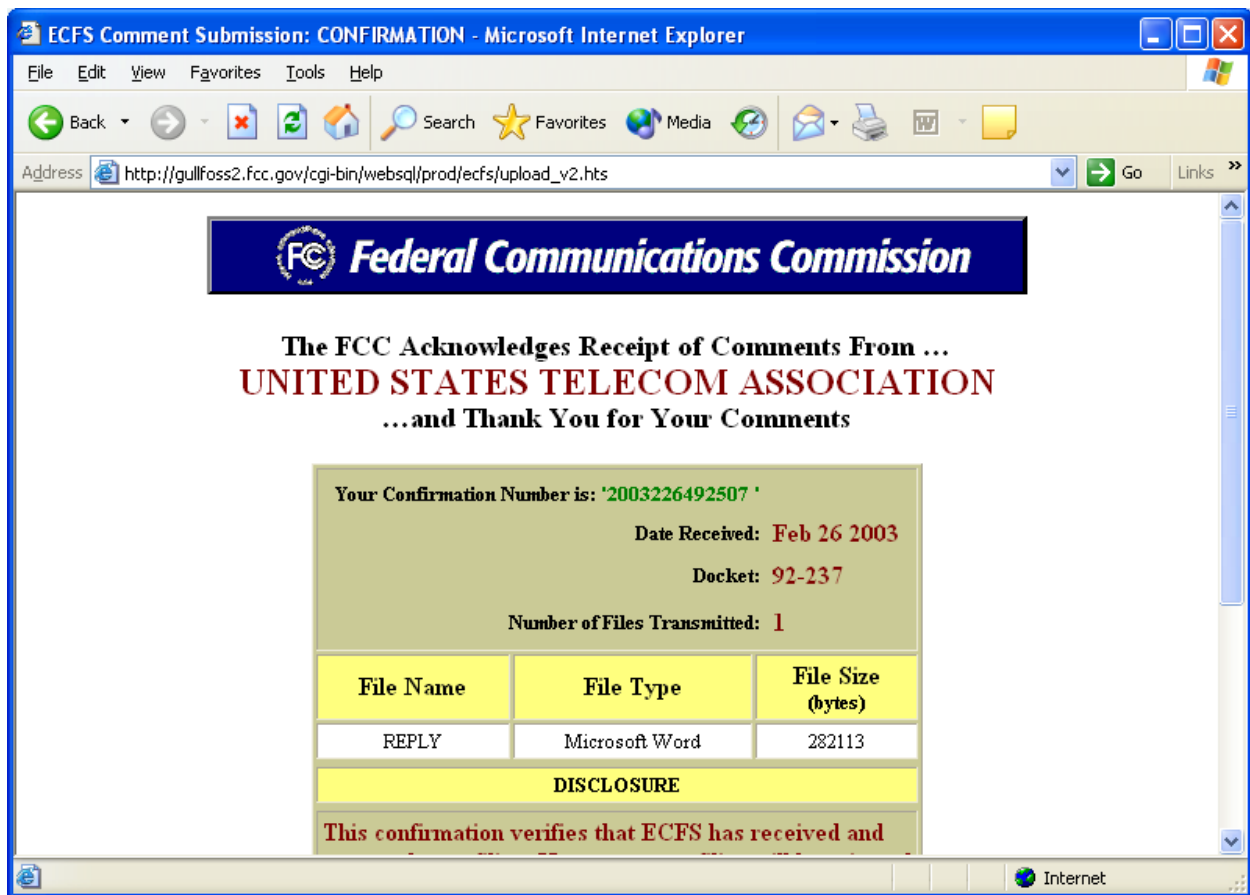 ECFS Comment Submission: CONFIRMATION - Microsoft Internet Explorer
File Edit View Favorites Tools Help
Back Search Favorites Media
Address http://gullfoss2.fcc.gov/cgi-bin/websql/prod/ecfs/upload_v2.hts Go Links »
FCC Federal Communications Commission
The FCC Acknowledges Receipt of Comments From ...
UNITED STATES TELECOM ASSOCIATION
...and Thank You for Your Comments
Your Confirmation Number is: '2003226492507 '
Date Received: Feb 26 2003
Docket: 92-237
Number of Files Transmitted: 1
File Name File Type File Size
(bytes)
REPLY Microsoft Word 282113
DISCLOSURE
This confirmation verifies that ECFS has received and
Internet